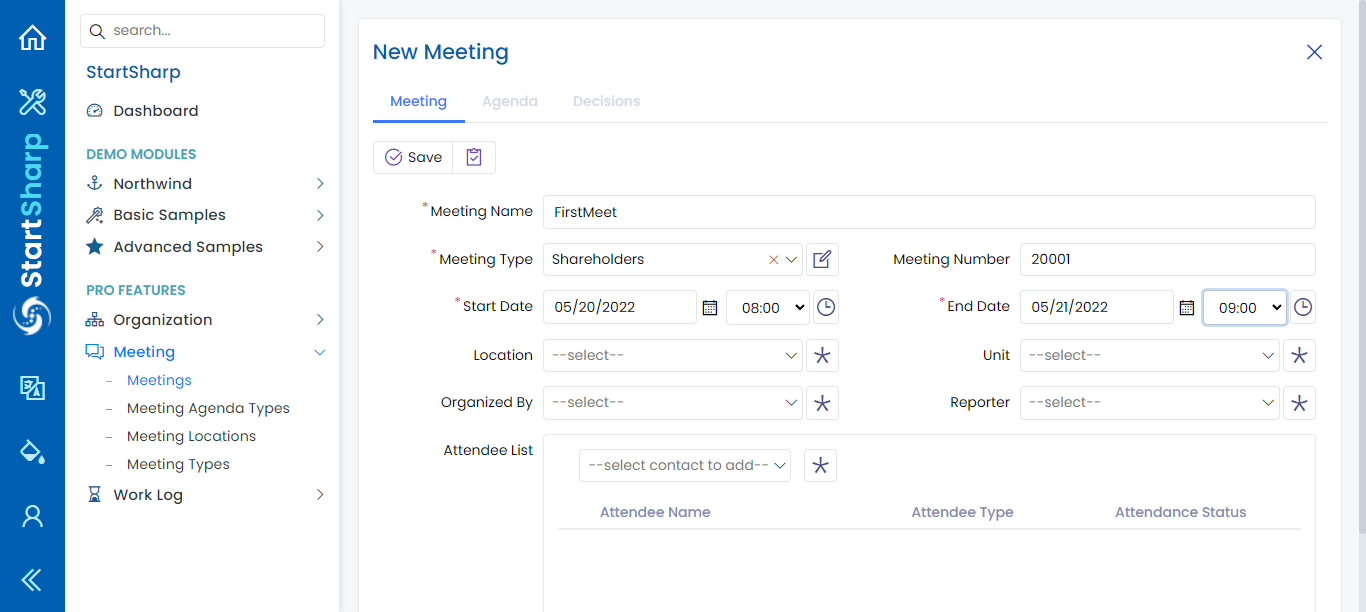 StartSharp
search...
StartSharp
Dashboard
DEMO MODULES
Northwind
Basic Samples
Advanced Samples
PRO FEATURES
Organization
Meeting
– Meetings
– Meeting Agenda Types
– Meeting Locations
– Meeting Types
Work Log
New Meeting
Meeting Agenda Decisions
Save
*Meeting Name FirstMeet
*Meeting Type Shareholders Meeting Number 20001
*Start Date 05/20/2022 08:00 *End Date 05/21/2022 09:00
Location --select-- Unit --select--
Organized By --select-- Reporter --select--
Attendee List
--select contact to add--
Attendee Name Attendee Type Attendance Status